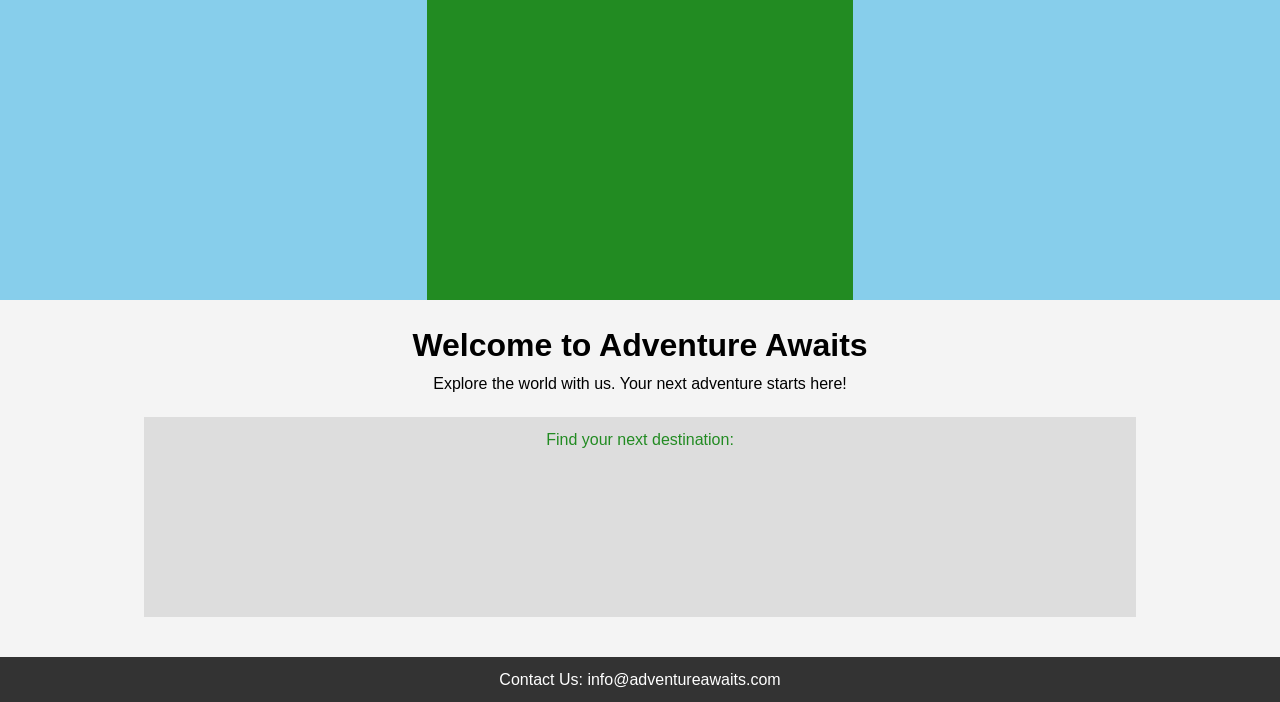 Welcome to Adventure Awaits
Explore the world with us. Your next adventure starts here!
Find your next destination:
Contact Us: info@adventureawaits.com